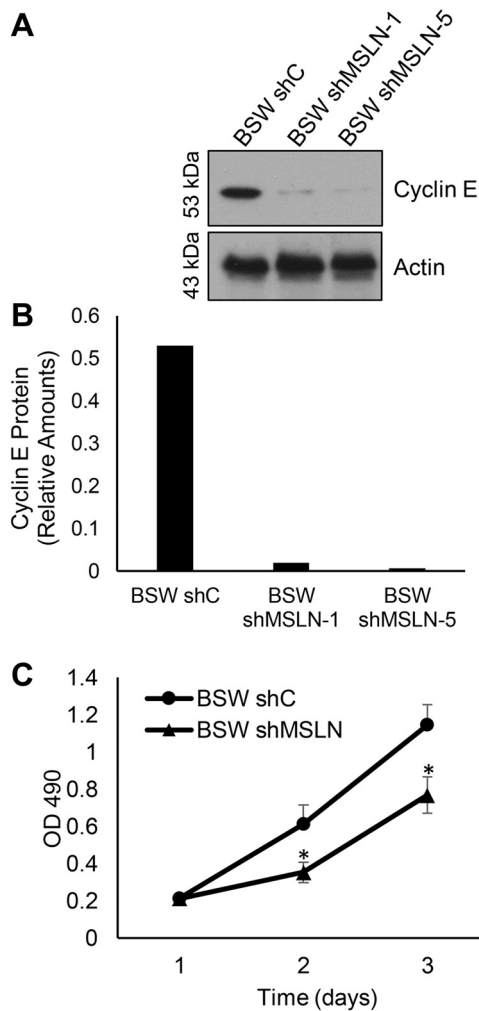 A
BSW shC
BSW shMSLN-1
BSW shMSLN-5
53 kDa
Cyclin E
43 kDa
Actin
B
Cyclin E Protein
(Relative Amounts)
0.6
0.5
0.4
0.3
0.2
0.1
0
BSW shC
BSW
shMSLN-1
BSW
shMSLN-5
C
OD 490
1.4
1.2
1
0.8
0.6
0.4
0.2
0
BSW shC
BSW shMSLN
*
*
1 2 3
Time (days)